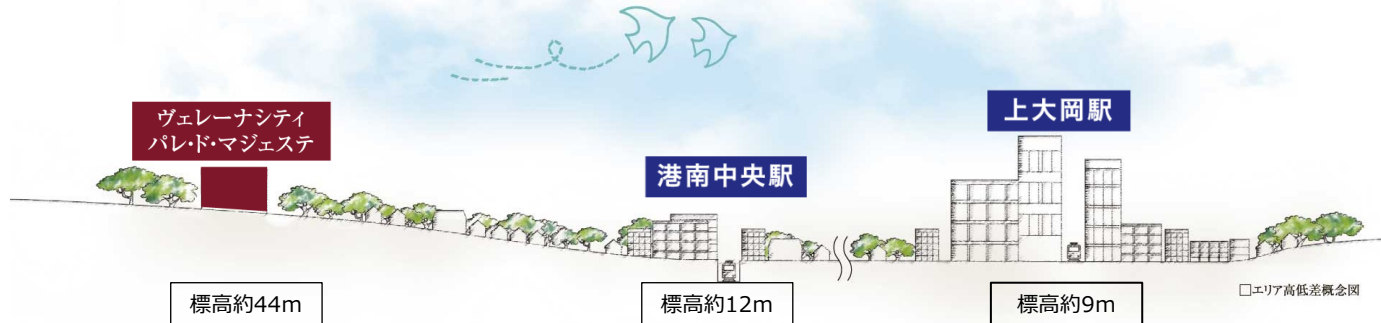 ヴェレーナシティ
パレ・ド・マジェステ
港南中央駅
上大岡駅
標高約44m
標高約12m
標高約9m
□エリア高低差概念図